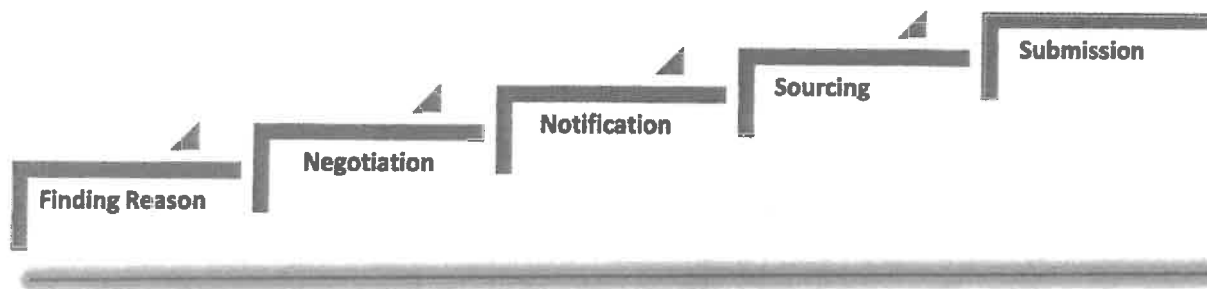 Finding Reason
Negotiation
Notification
Sourcing
Submission